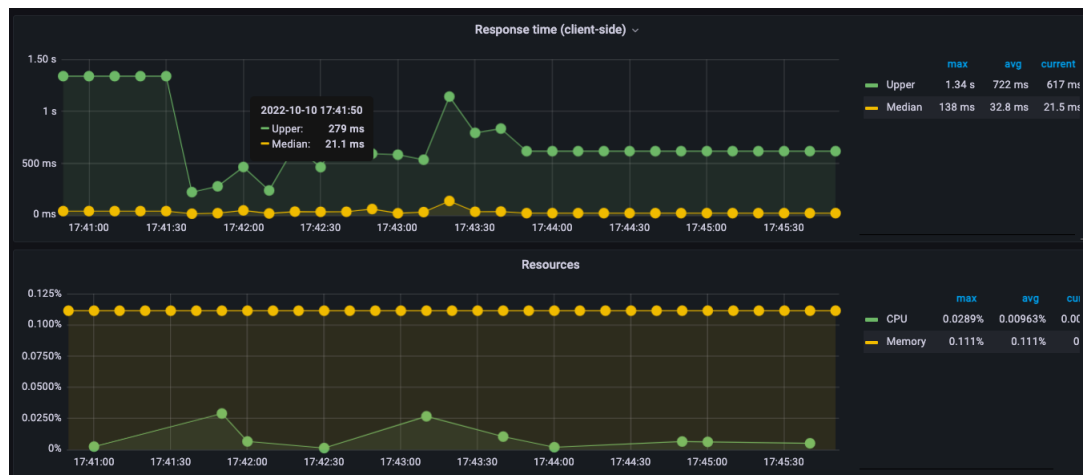 Response time (client-side)
1.50 s
1 s
500 ms
0 ms
17:41:00 17:41:30 17:42:00 17:42:30 17:43:00 17:43:30 17:44:00 17:44:30 17:45:00 17:45:30
2022-10-10 17:41:50
Upper: 279 ms
Median: 21.1 ms
max avg current
Upper 1.34 s 722 ms 617 ms
Median 138 ms 32.8 ms 21.5 ms
Resources
0.125%
0.100%
0.0750%
0.0500%
0.0250%
0%
17:41:00 17:41:30 17:42:00 17:42:30 17:43:00 17:43:30 17:44:00 17:44:30 17:45:00 17:45:30
max avg
CPU 0.0289% 0.00963% 0.00
Memory 0.111% 0.111% 0